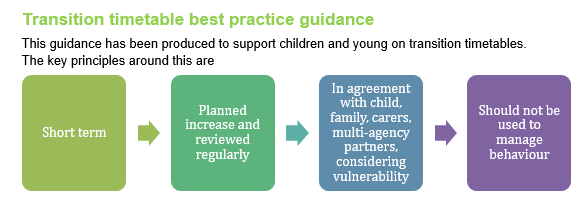 Transition timetable best practice guidance
This guidance has been produced to support children and young on transition timetables.
The key principles around this are
Short term
Planned
increase and
reviewed
regularly
In agreement
with child,
family, carers,
multi-agency
partners,
considering
vulnerability
Should not be
used to
manage
behaviour